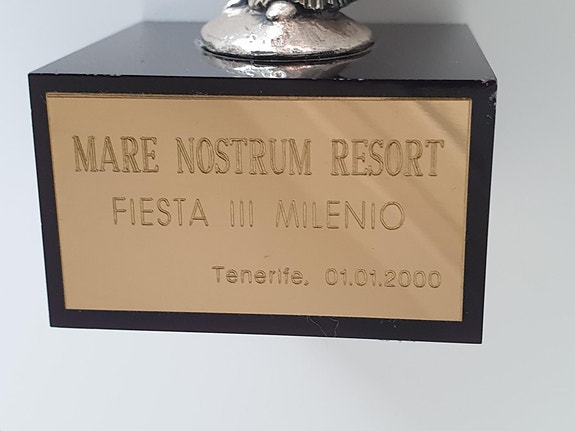 MARE NOSTRUM RESORT
FIESTA III MILENIO
Tenerife, 01.01.2000